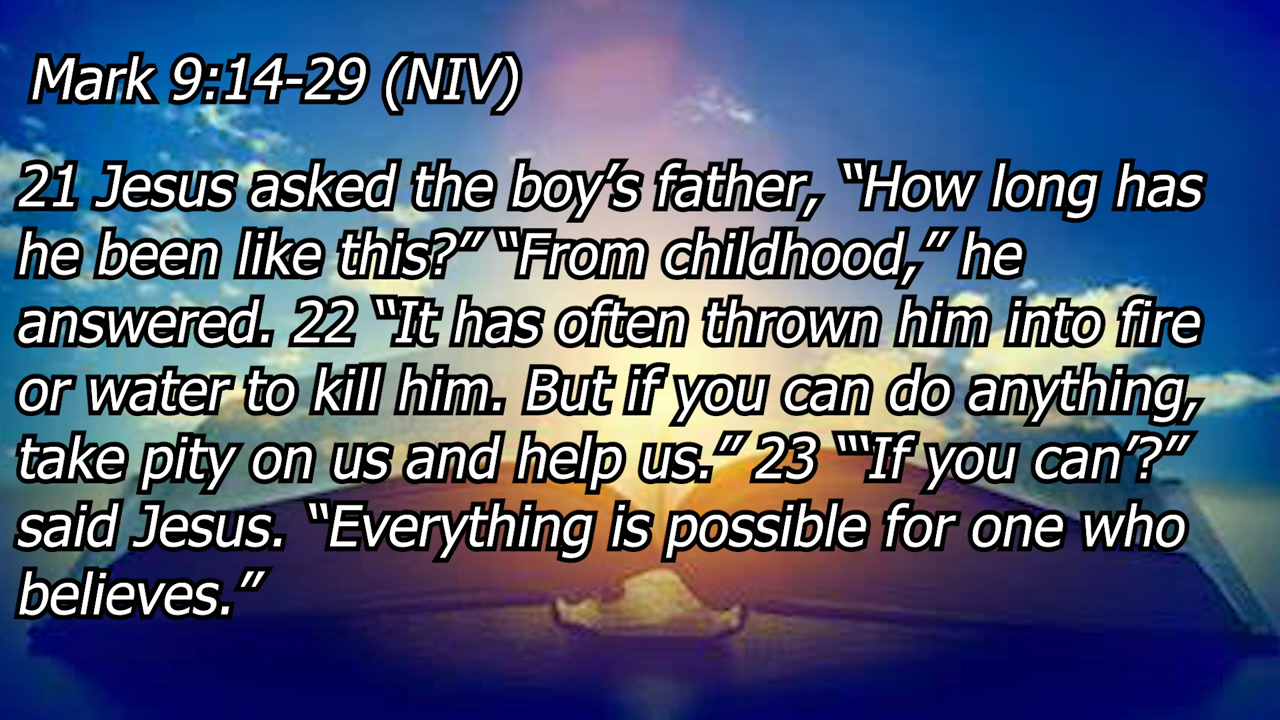 Mark 9:14-29 (NIV)
21 Jesus asked the boy’s father, “How long has
he been like this?” “From childhood,” he
answered. 22 “It has often thrown him into fire
or water to kill him. But if you can do anything,
take pity on us and help us.” 23 “‘If you can’?”
said Jesus. “Everything is possible for one who
believes.”